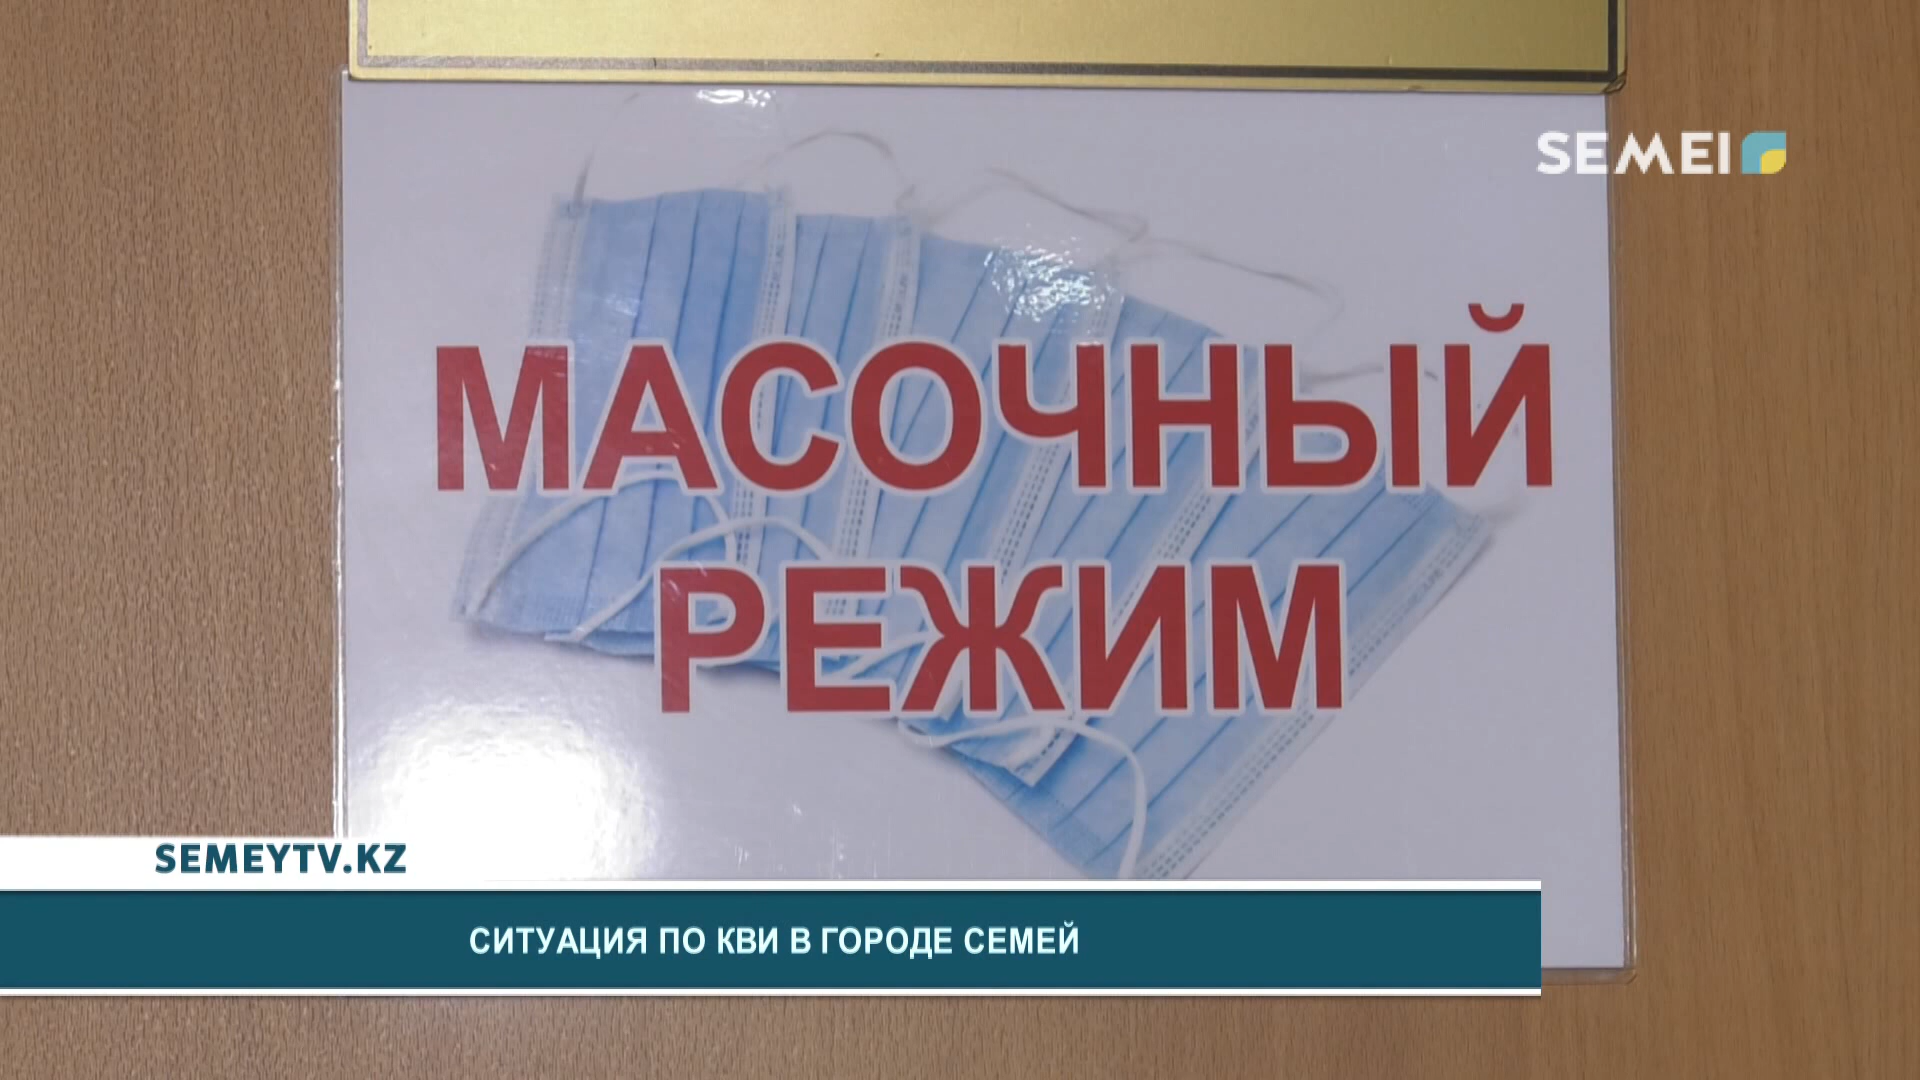 SEMEI
МАСОЧНЫЙ
РЕЖИМ
SEMEYTV.KZ
СИТУАЦИЯ ПО КВИ В ГОРОДЕ СЕМЕЙ